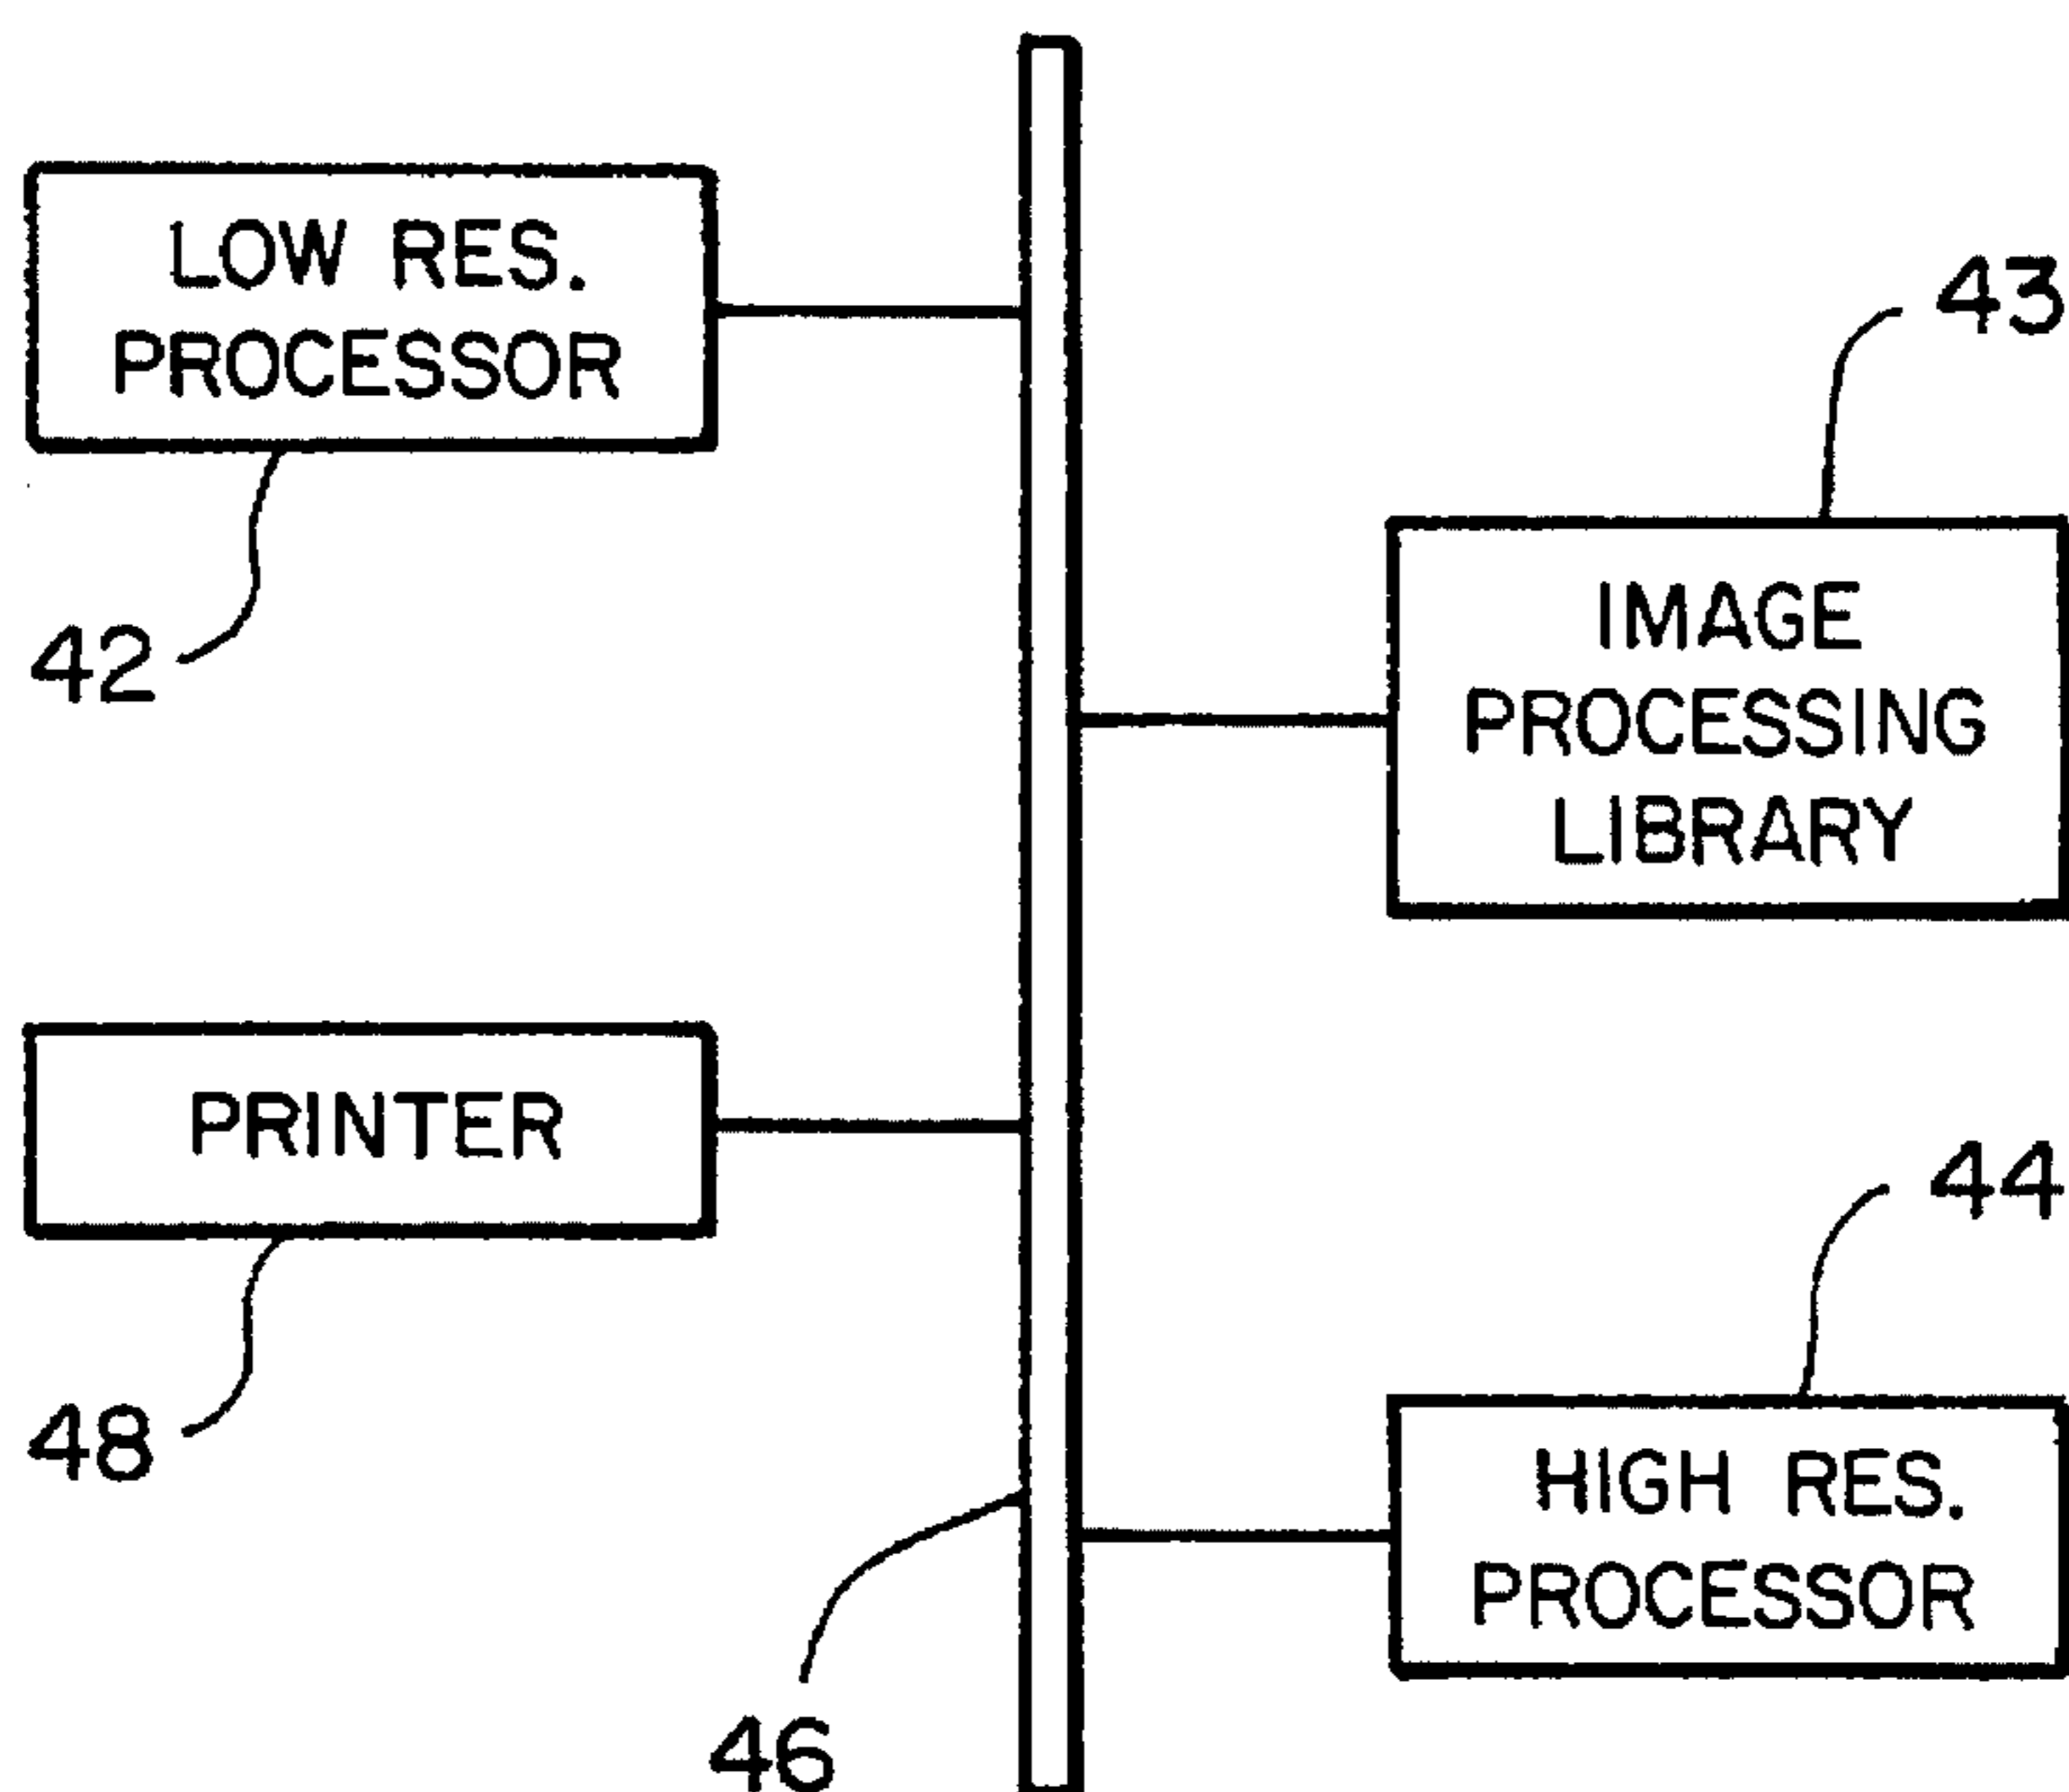 LOW RES.
PROCESSOR
42
43
IMAGE
PROCESSING
LIBRARY
PRINTER
48
44
HIGH RES.
PROCESSOR
46